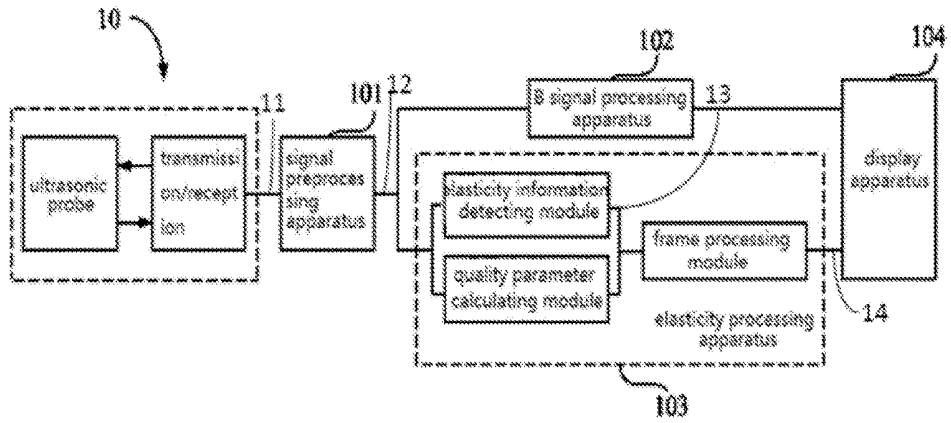 10
102
104
101
11
12
13
B signal processing
apparatus
ultrasonic
probe
transmissi
on/recept
ion
signal
preproces
sing
apparatus
elasticity information
detecting module
quality parameter
calculating module
frame processing
module
elasticity processing
apparatus
display
apparatus
14
103